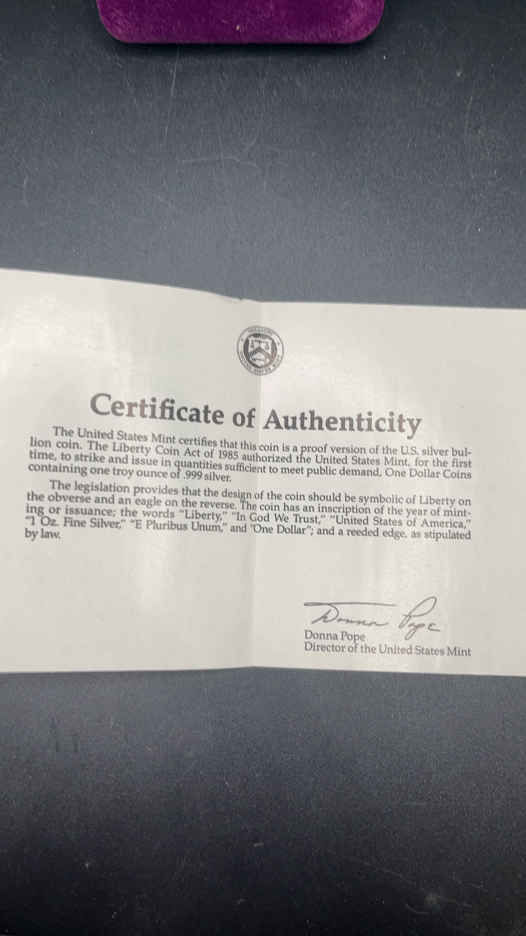 Certificate of Authenticity
The United States Mint certifies that this coin is a proof version of the U.S. silver bul-
lion coin. The Liberty Coin Act of 1985 authorized the United States Mint, for the first
time, to strike and issue in quantities sufficient to meet public demand, One Dollar Coins
containing one troy ounce of .999 silver.
The legislation provides that the design of the coin should be symbolic of Liberty on
the obverse and an eagle on the reverse. The coin has an inscription of the year of mint-
ing or issuance; the words “Liberty,” “In God We Trust,” “United States of America,”
“1 Oz. Fine Silver,” “E Pluribus Unum,” and “One Dollar”; and a reeded edge, as stipulated
by law.
Donna Pope
Donna Pope
Director of the United States Mint